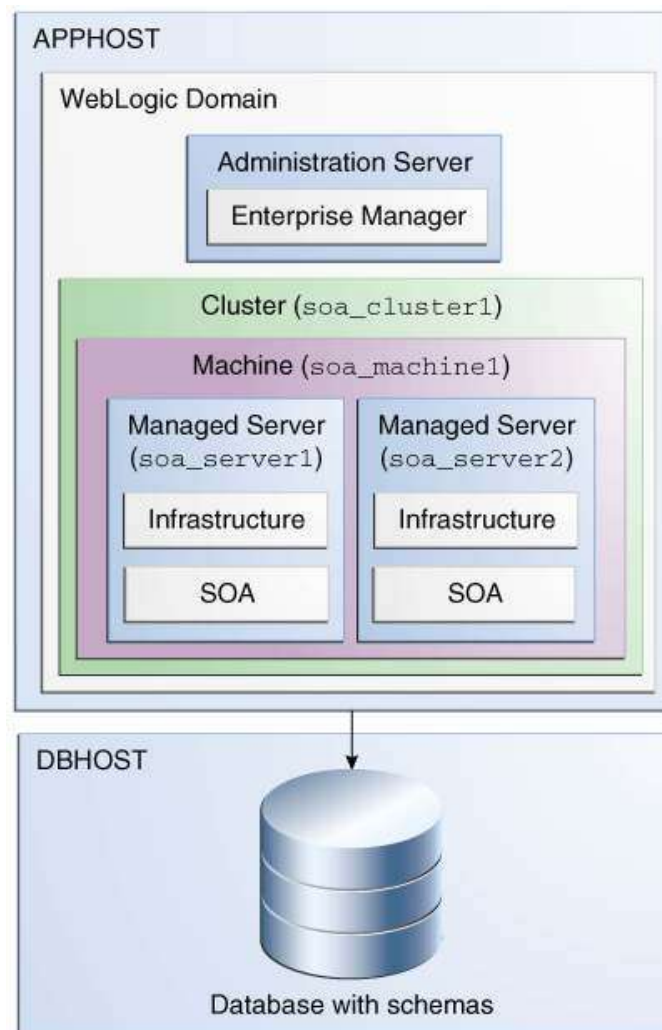 APPHOST
WebLogic Domain
Administration Server
Enterprise Manager
Cluster (soa_cluster1)
Machine (soa_machine1)
Managed Server
(soa_server1)
Infrastructure
SOA
Managed Server
(soa_server2)
Infrastructure
SOA
DBHOST
Database with schemas